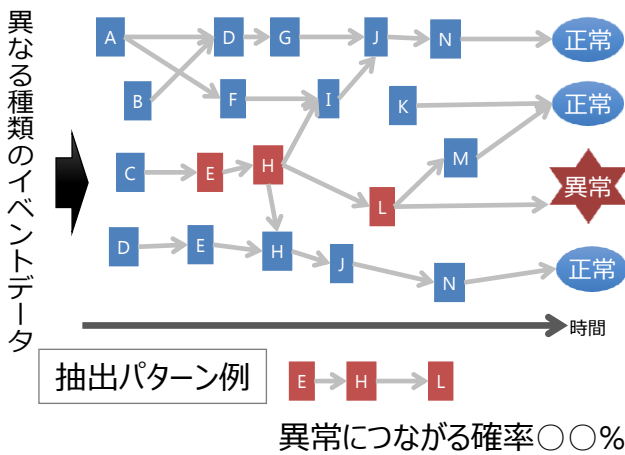 異なる種類のイベントデータ
A D G J N 正常
B F I K 正常
C E H M
L 異常
D E H J N 正常
時間
抽出パターン例 E H L
異常につながる確率○○%